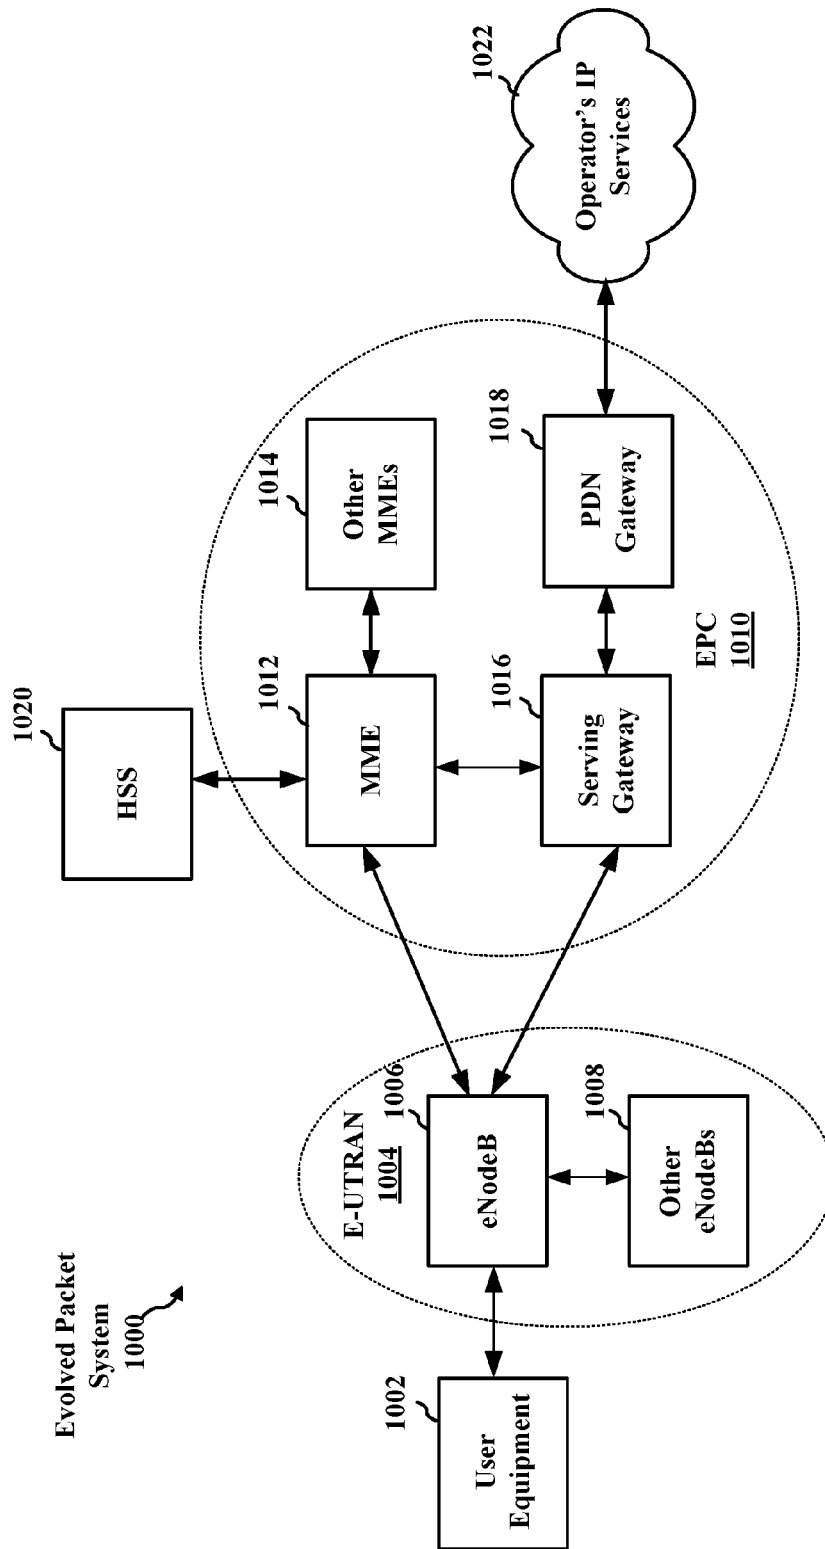 Evolved Packet
System
1000
1002
User
Equipment
E-UTRAN
1004
1006
eNodeB
1008
Other
eNodeBs
1020
HSS
1012
MME
1014
Other
MMEs
1016
Serving
Gateway
1018
PDN
Gateway
EPC
1010
1022
Operator's IP
Services